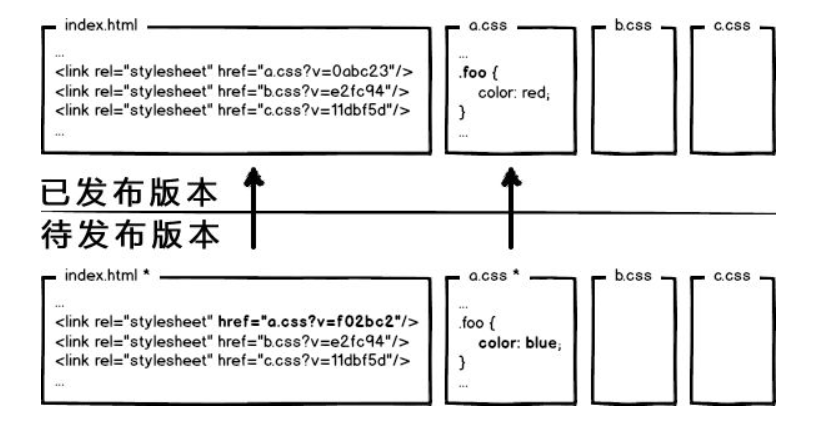 index.html
...
<link rel="stylesheet" href="a.css?v=0abc23"/>
<link rel="stylesheet" href="b.css?v=e2fc94"/>
<link rel="stylesheet" href="c.css?v=11dbf5d"/>
...
a.css
...
.foo {
color: red;
}
...
b.css
c.css
已发布版本
待发布版本
index.html *
...
<link rel="stylesheet" href="a.css?v=f02bc2"/>
<link rel="stylesheet" href="b.css?v=e2fc94"/>
<link rel="stylesheet" href="c.css?v=11dbf5d"/>
...
a.css *
...
.foo {
color: blue;
}
...
b.css
c.css